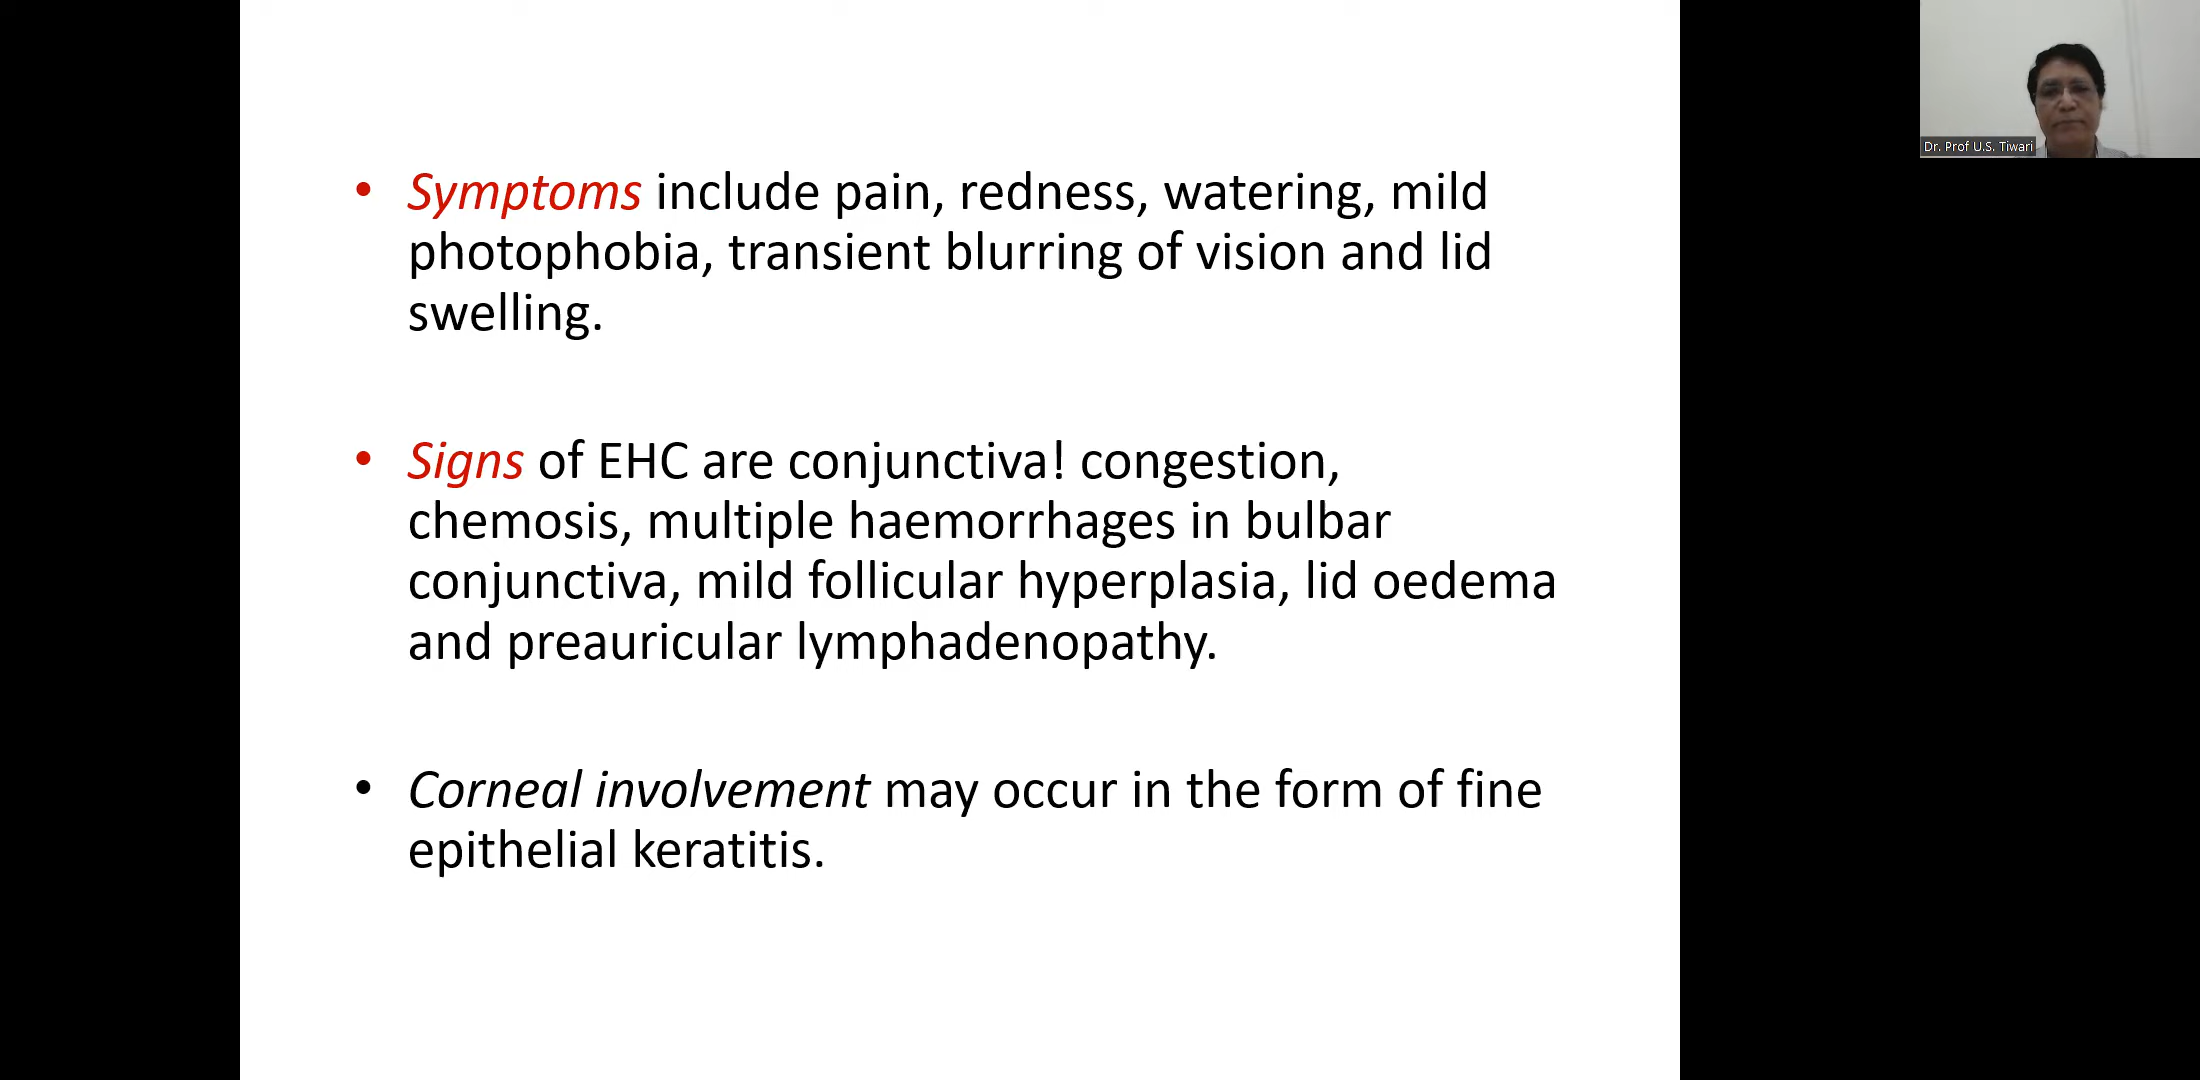 • Symptoms include pain, redness, watering, mild
photophobia, transient blurring of vision and lid
swelling.
• Signs of EHC are conjunctiva! congestion,
chemosis, multiple haemorrhages in bulbar
conjunctiva, mild follicular hyperplasia, lid oedema
and preauricular lymphadenopathy.
• Corneal involvement may occur in the form of fine
epithelial keratitis.
Dr. Prof U.S. Tiwari